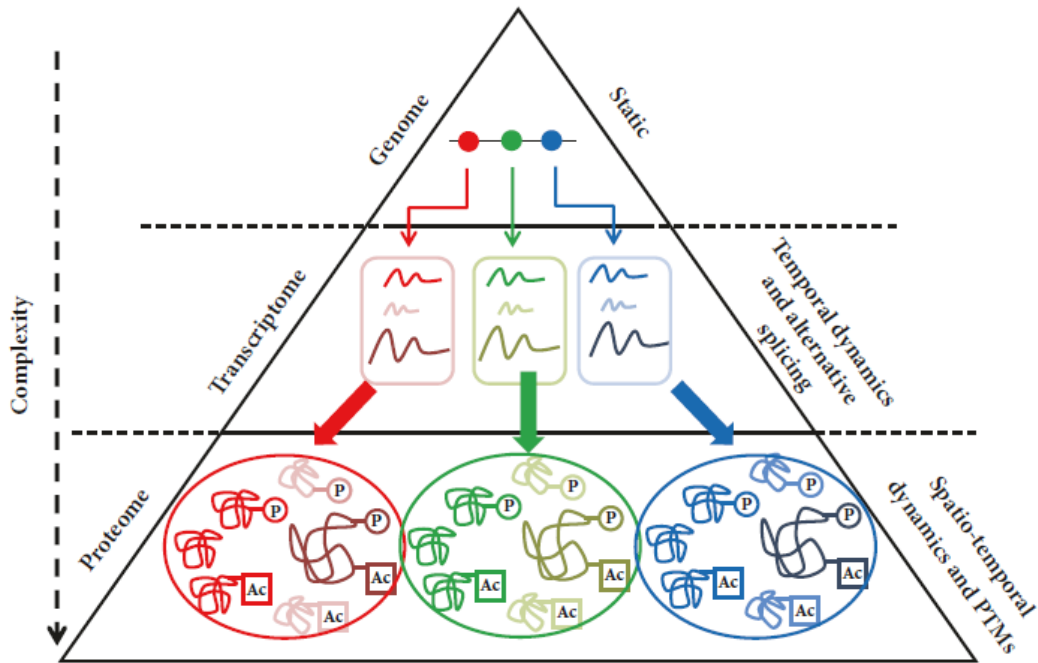 Genome
Static
Complexity
Transcriptome
Temporal dynamics
and alternative
splicing
Proteome
Spatio-temporal
dynamics and PTMs
P
P
Ac
Ac
Ac
P
P
Ac
Ac
Ac
P
P
P
Ac
Ac
Ac
P
P
P